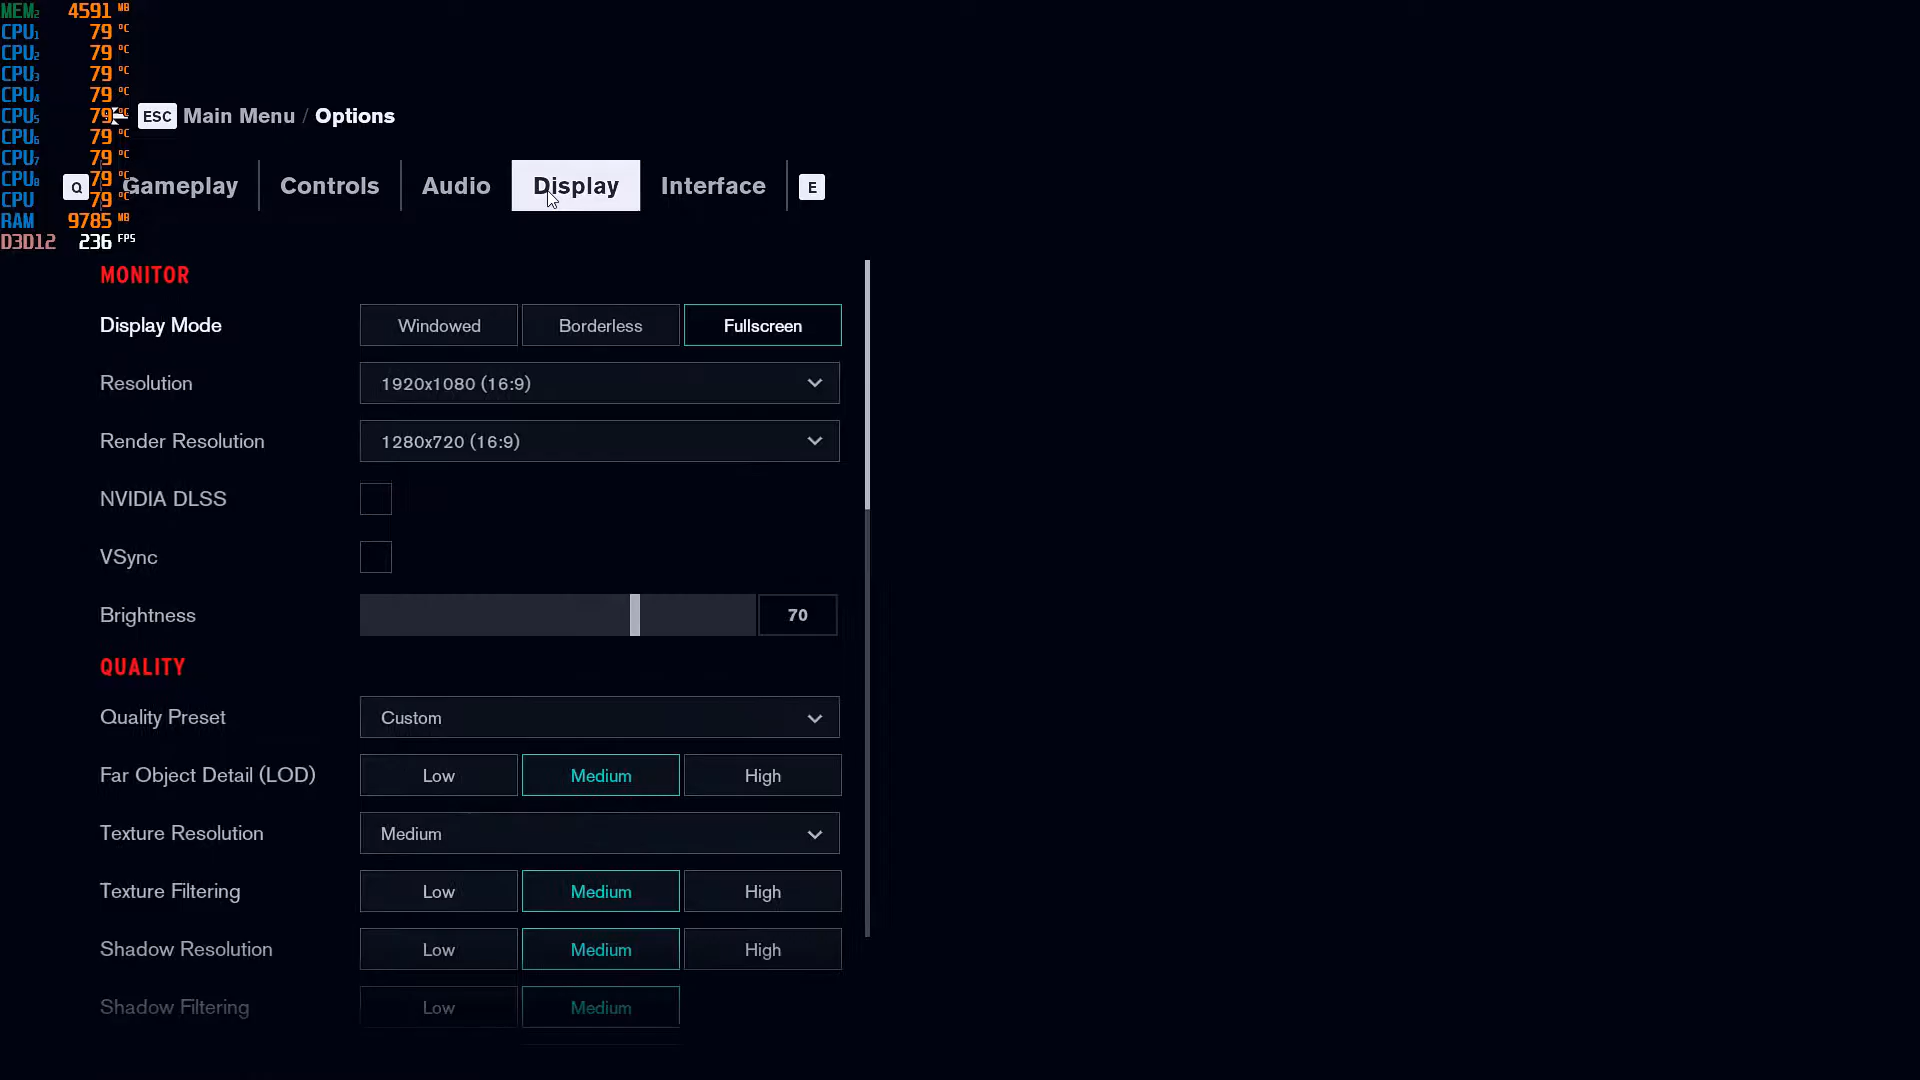 MEM2 4591 MB
CPU1 79 °C
CPU2 79 °C
CPU3 79 °C
CPU4 79 °C
CPU5 79 °C
CPU6 79 °C
CPU7 79 °C
CPU8 79 °C
CPU 79 °C
RAM 9785 MB
D3D12 236 FPS
ESC Main Menu / Options
Q Gameplay Controls Audio Display Interface E
MONITOR
Display Mode Windowed Borderless Fullscreen
Resolution 1920x1080 (16:9)
Render Resolution 1280x720 (16:9)
NVIDIA DLSS
VSync
Brightness 70
QUALITY
Quality Preset Custom
Far Object Detail (LOD) Low Medium High
Texture Resolution Medium
Texture Filtering Low Medium High
Shadow Resolution Low Medium High
Shadow Filtering Low Medium